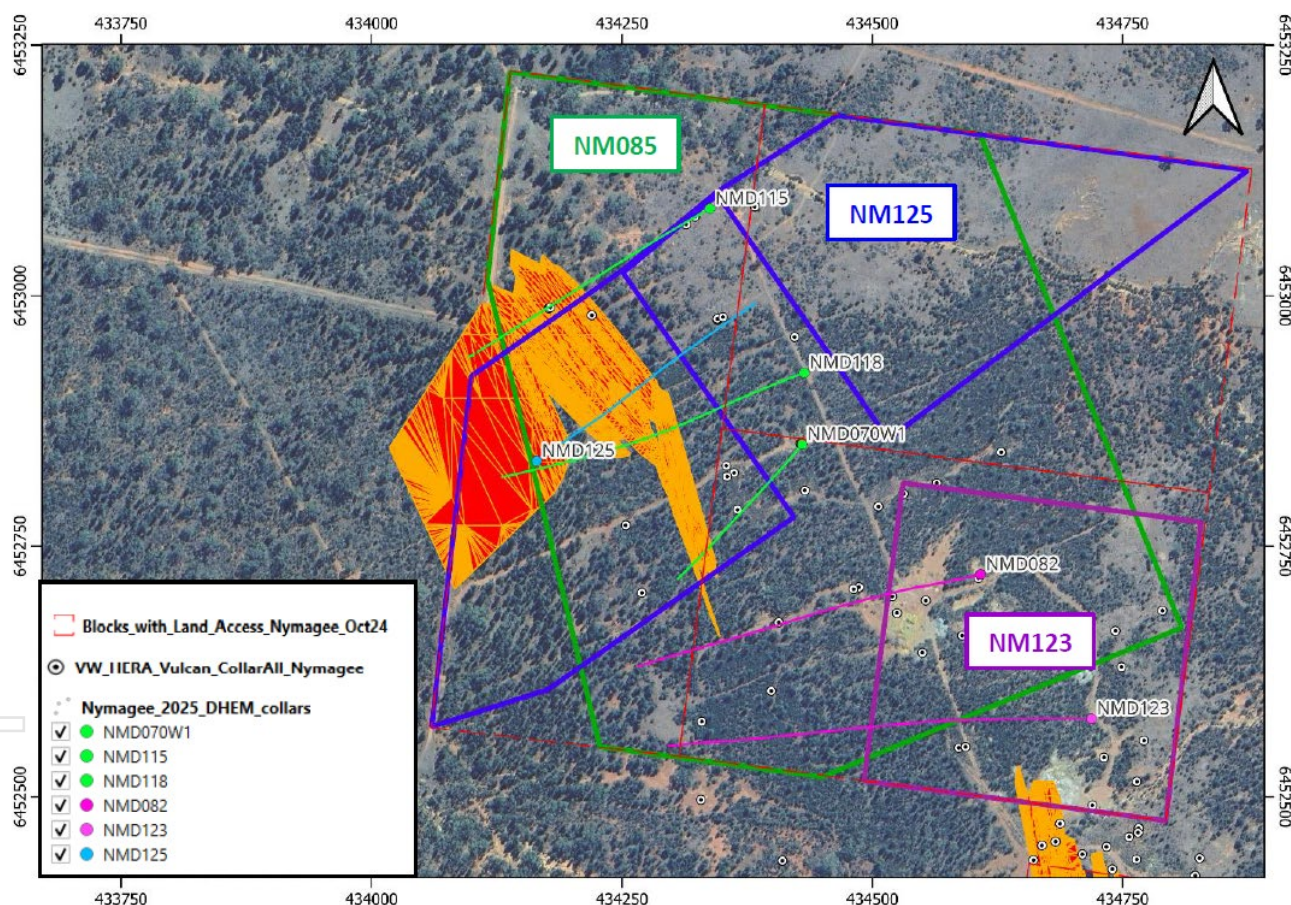 433750 434000 434250 434500 434750
6453250
6453250
NM085
NM125
NMD115
6453000
6453000
NMD118
NMD070W1
NMD125
6452750
6452750
NMD082
NM123
NMD123
6452500
6452500
Blocks_with_Land_Access_Nymagee_Oct24
VW_HERA_Vulcan_CollarAll_Nymagee
Nymagee_2025_DHEM_collars
NMD070W1
NMD115
NMD118
NMD082
NMD123
NMD125
433750 434000 434250 434500 434750